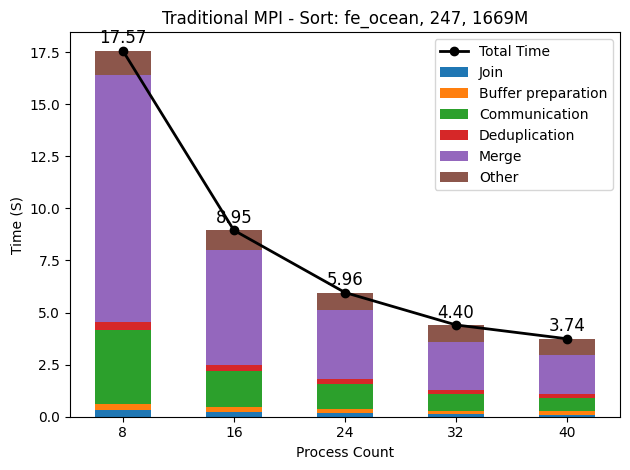 Traditional MPI - Sort: fe_ocean, 247, 1669M
17.57
8.95
5.96
4.40
3.74
Total Time
Join
Buffer preparation
Communication
Deduplication
Merge
Other
Time (S)
17.5
15.0
12.5
10.0
7.5
5.0
2.5
0.0
8
16
24
32
40
Process Count